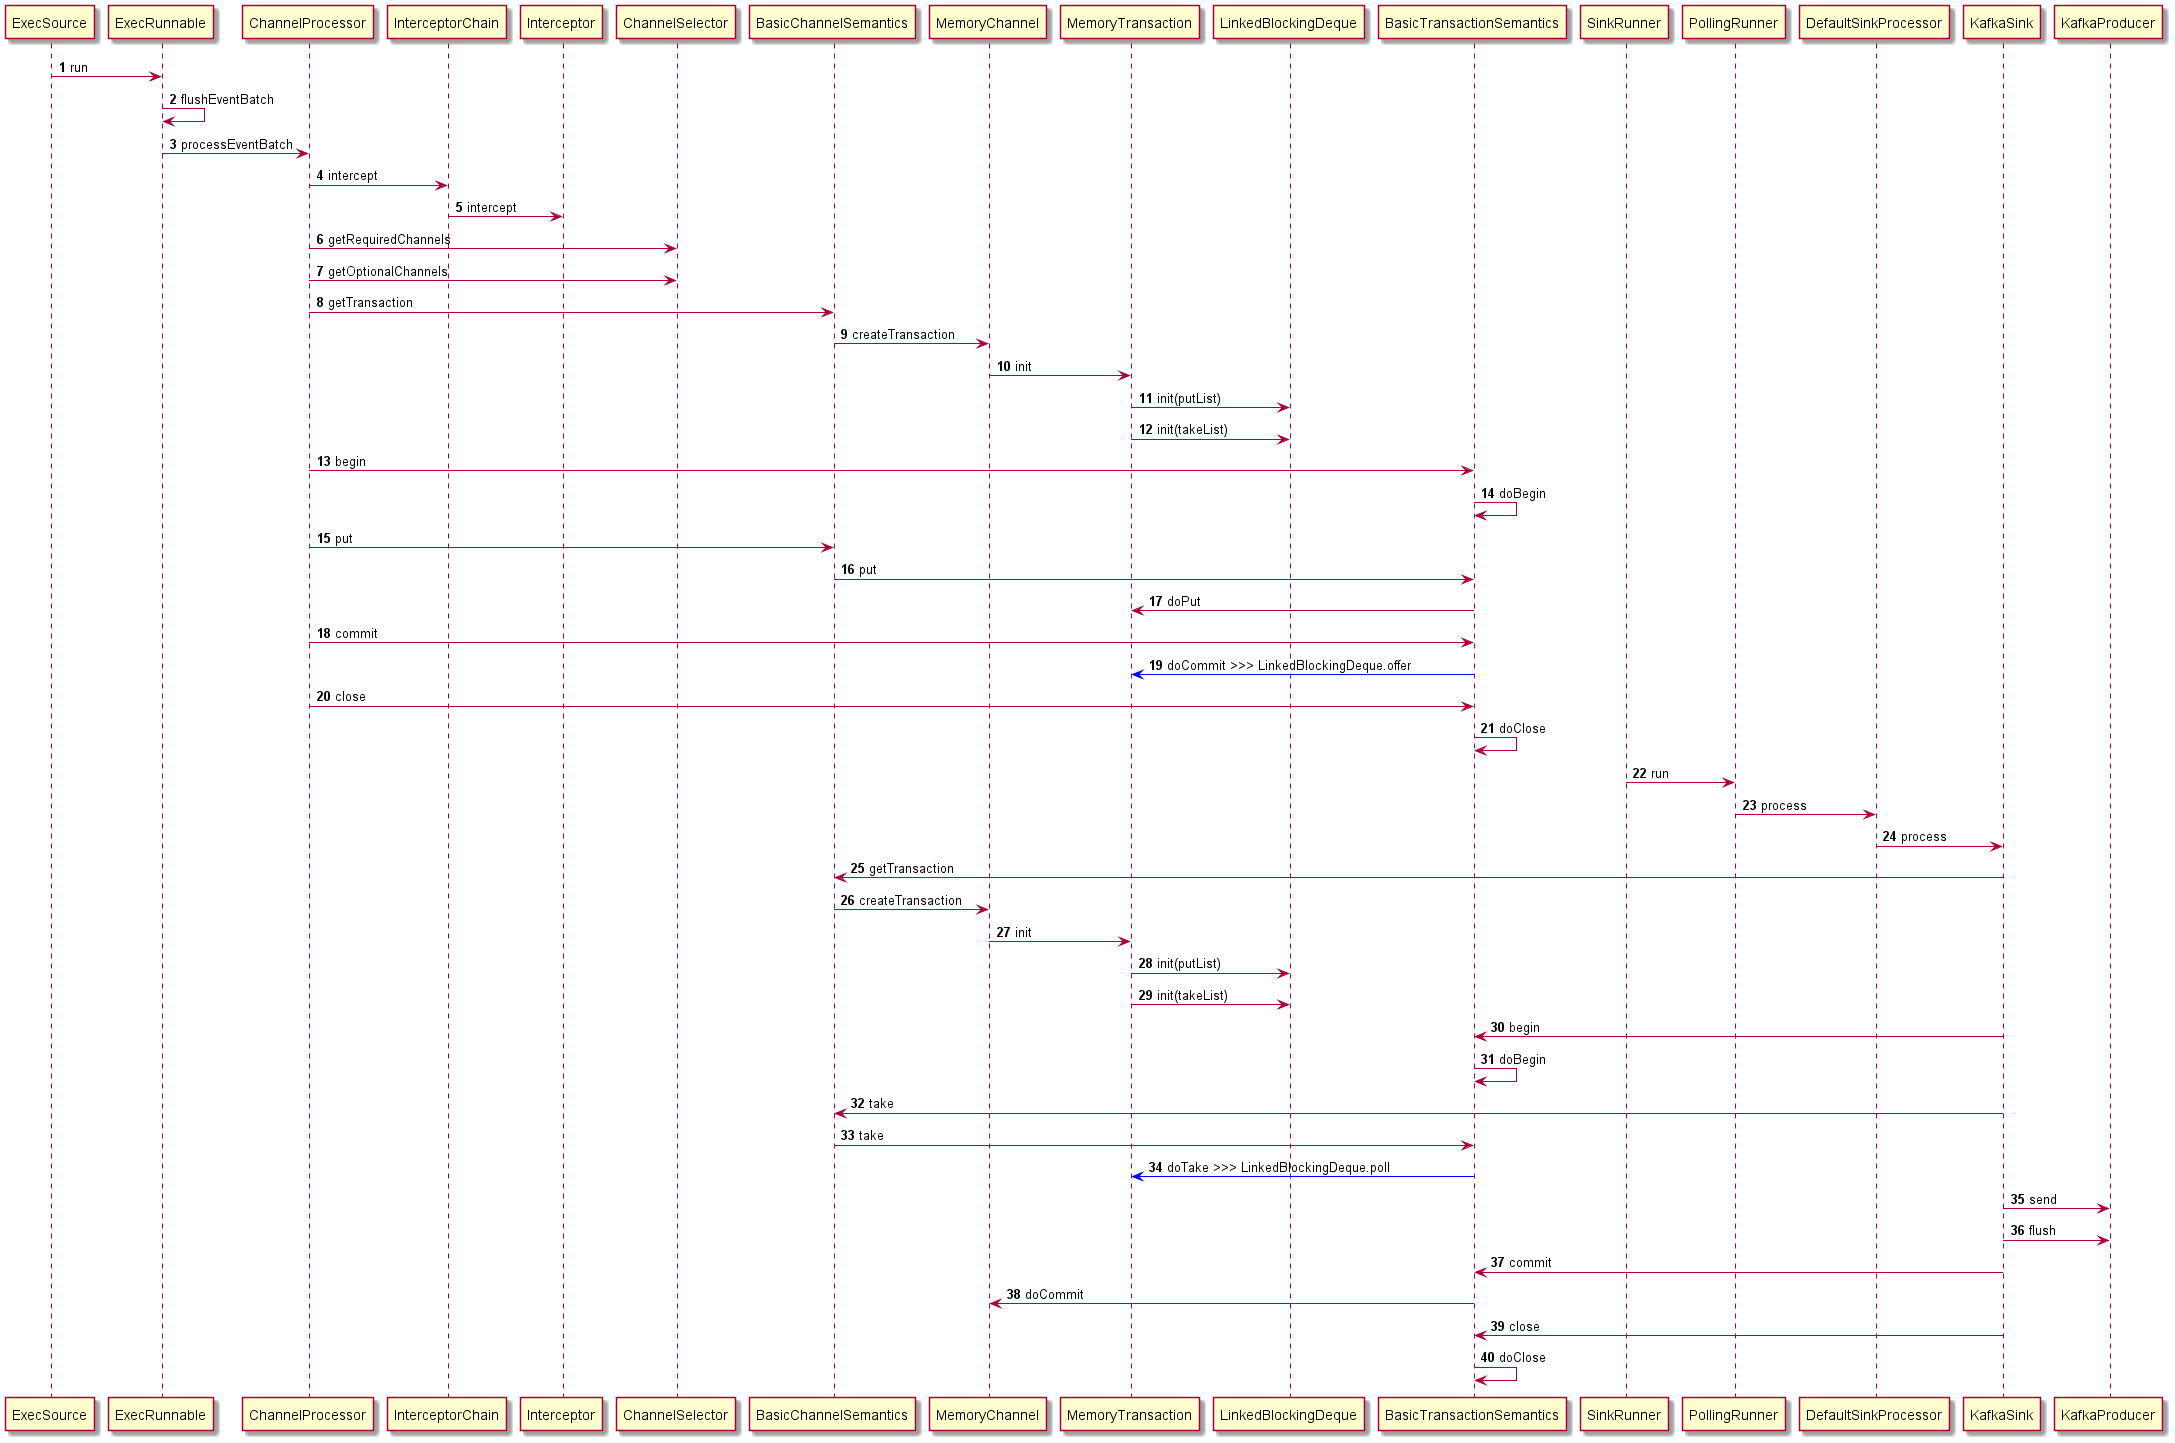 ExecSource ExecRunnable ChannelProcessor InterceptorChain Interceptor ChannelSelector BasicChannelSemantics MemoryChannel MemoryTransaction LinkedBlockingDeque BasicTransactionSemantics SinkRunner PollingRunner DefaultSinkProcessor KafkaSink KafkaProducer
1 run
2 flushEventBatch
3 processEventBatch
4 intercept
5 intercept
6 getRequiredChannels
7 getOptionalChannels
8 getTransaction
9 createTransaction
10 init
11 init(putList)
12 init(takeList)
13 begin
14 doBegin
15 put
16 put
17 doPut
18 commit
19 doCommit >>> LinkedBlockingDeque.offer
20 close
21 doClose
22 run
23 process
24 process
25 getTransaction
26 createTransaction
27 init
28 init(putList)
29 init(takeList)
30 begin
31 doBegin
32 take
33 take
34 doTake >>> LinkedBlockingDeque.poll
35 send
36 flush
37 commit
38 doCommit
39 close
40 doClose
ExecSource ExecRunnable ChannelProcessor InterceptorChain Interceptor ChannelSelector BasicChannelSemantics MemoryChannel MemoryTransaction LinkedBlockingDeque BasicTransactionSemantics SinkRunner PollingRunner DefaultSinkProcessor KafkaSink KafkaProducer